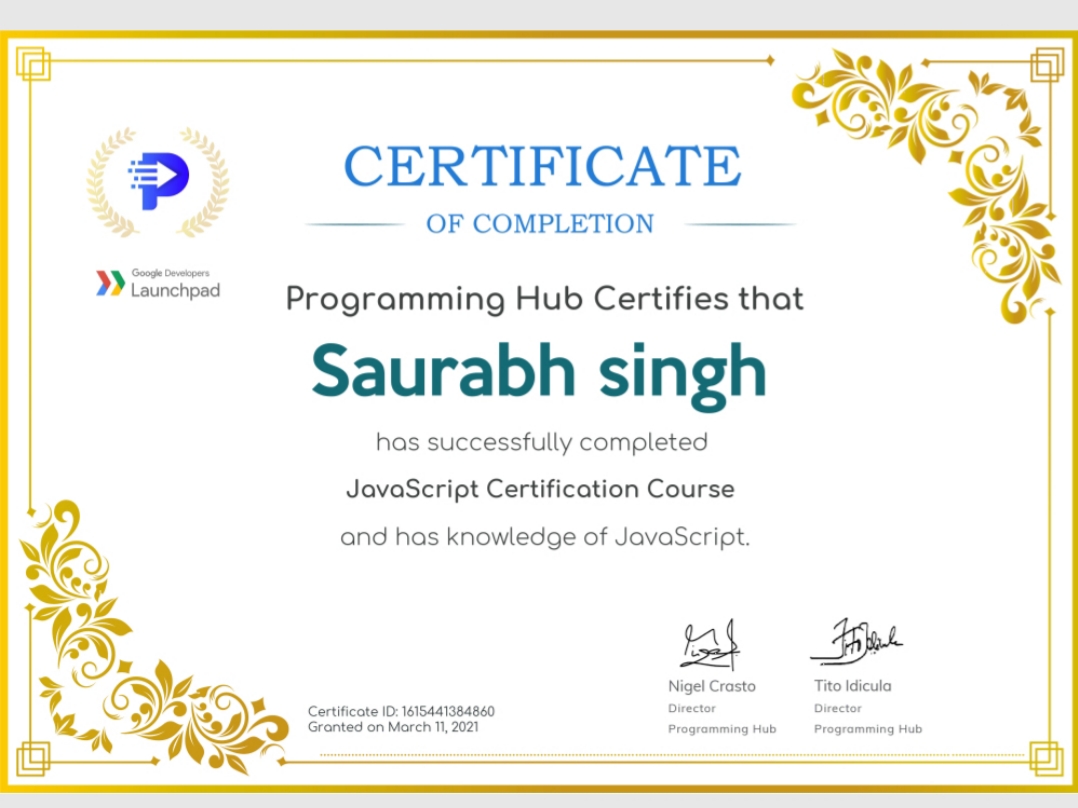 CERTIFICATE
OF COMPLETION
Google Developers
Launchpad
Programming Hub Certifies that
Saurabh singh
has successfully completed
JavaScript Certification Course
and has knowledge of JavaScript.
Nigel Crasto
Director
Programming Hub
Tito Idicula
Director
Programming Hub
Certificate ID: 1615441384860
Granted on March 11, 2021